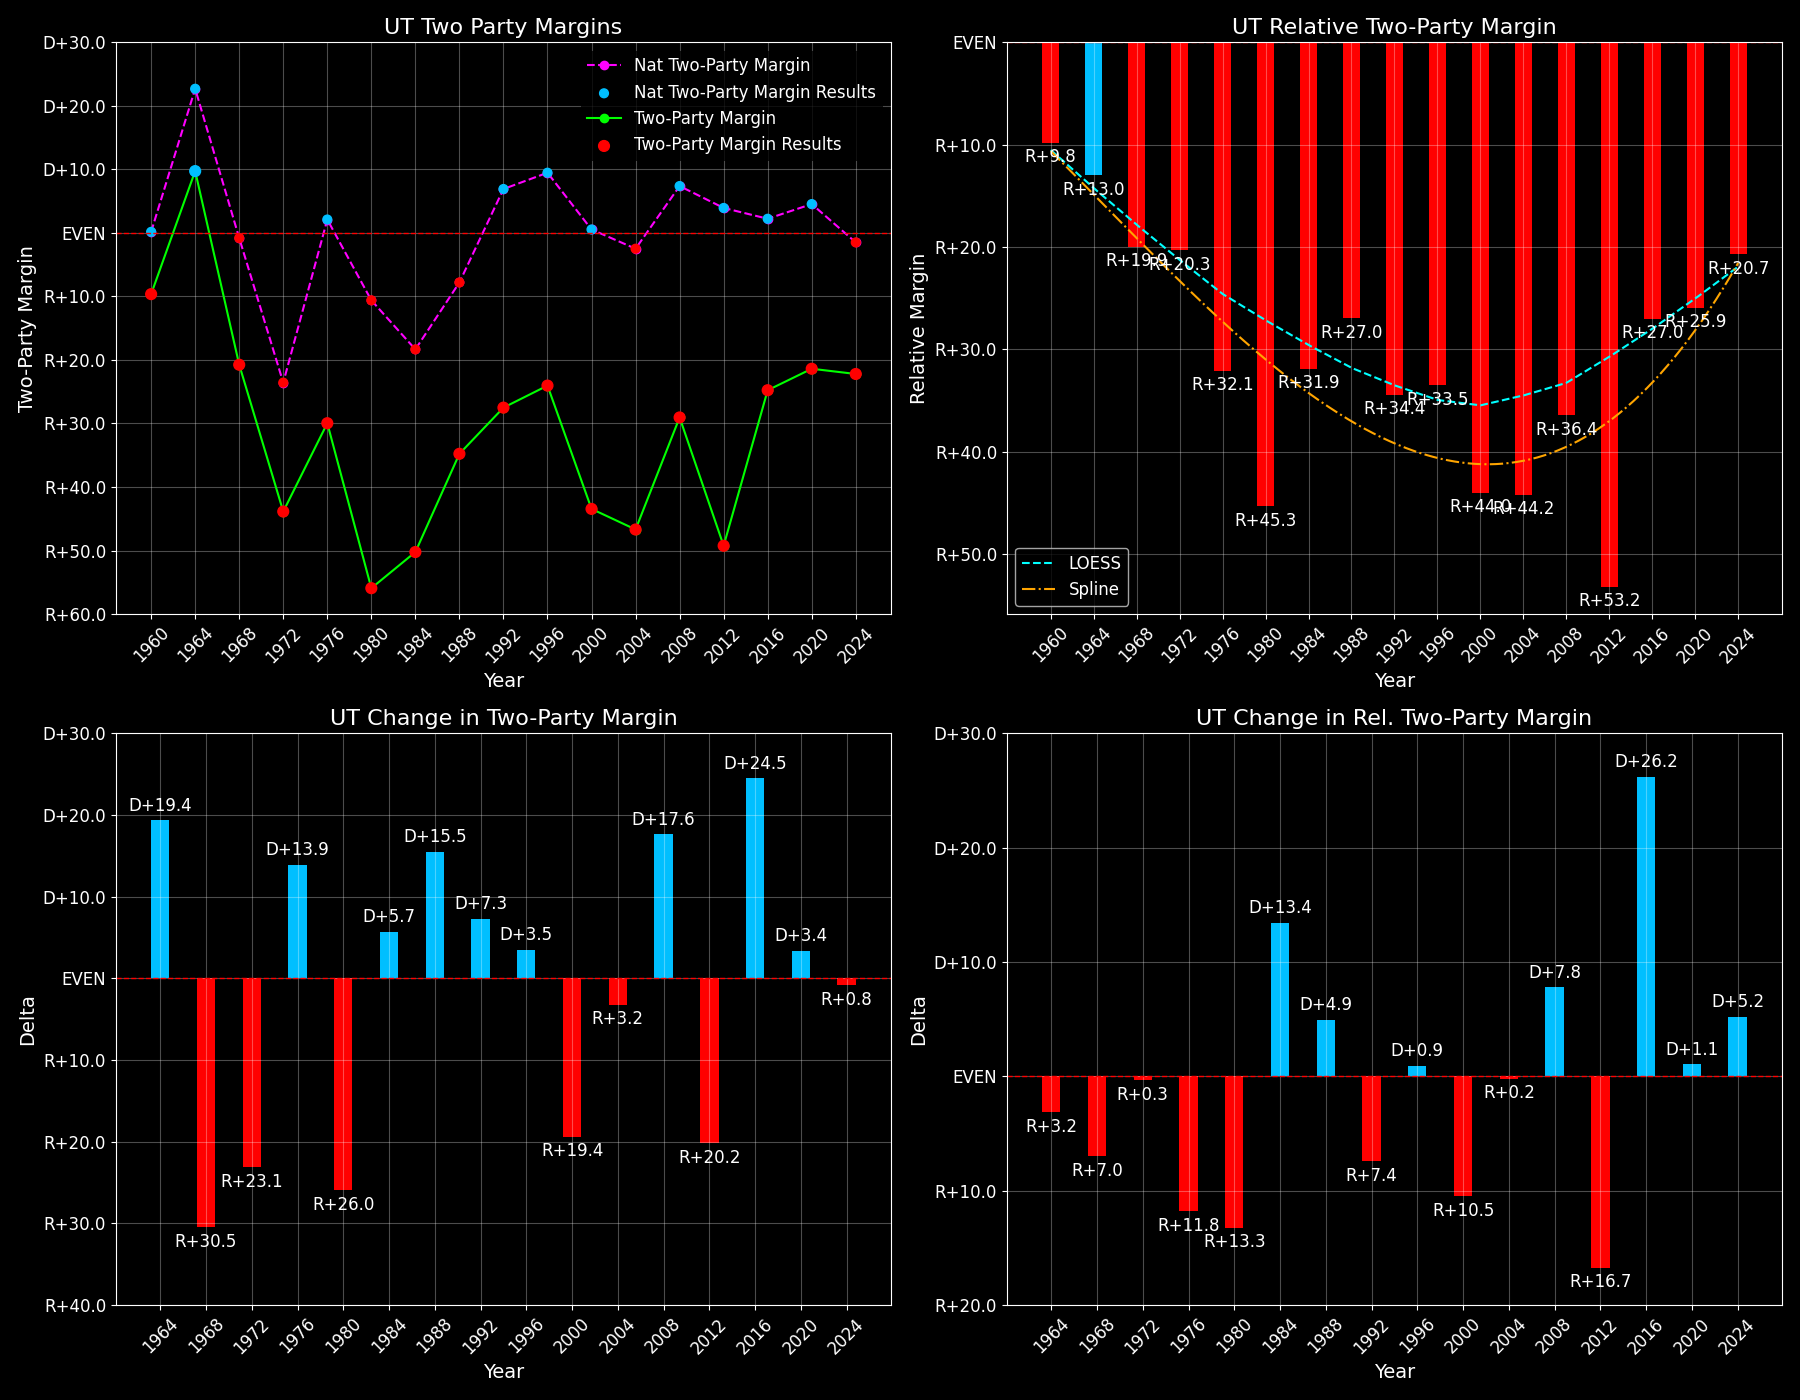 UT Two Party Margins
D+30.0
D+20.0
D+10.0
EVEN
R+10.0
R+20.0
R+30.0
R+40.0
R+50.0
R+60.0
Two-Party Margin
Nat Two-Party Margin
Nat Two-Party Margin Results
Two-Party Margin
Two-Party Margin Results
1960 1964 1968 1972 1976 1980 1984 1988 1992 1996 2000 2004 2008 2012 2016 2020 2024
Year
UT Relative Two-Party Margin
EVEN
R+10.0
R+20.0
R+30.0
R+40.0
R+50.0
Relative Margin
R+9.8
R+13.0
R+19.9
R+20.3
R+32.1
R+45.3
R+31.9
R+27.0
R+34.4
R+33.5
R+44.0
R+44.2
R+36.4
R+53.2
R+27.0
R+25.9
R+20.7
LOESS
Spline
1960 1964 1968 1972 1976 1980 1984 1988 1992 1996 2000 2004 2008 2012 2016 2020 2024
Year
UT Change in Two-Party Margin
D+30.0
D+20.0
D+10.0
EVEN
R+10.0
R+20.0
R+30.0
R+40.0
Delta
D+19.4
R+30.5
R+23.1
D+13.9
R+26.0
D+5.7
D+15.5
D+7.3
D+3.5
R+19.4
R+3.2
D+17.6
R+20.2
D+24.5
D+3.4
R+0.8
1964 1968 1972 1976 1980 1984 1988 1992 1996 2000 2004 2008 2012 2016 2020 2024
Year
UT Change in Rel. Two-Party Margin
D+30.0
D+20.0
D+10.0
EVEN
R+10.0
R+20.0
Delta
R+3.2
R+7.0
R+0.3
R+11.8
R+13.3
D+13.4
D+4.9
R+7.4
D+0.9
R+10.5
R+0.2
D+7.8
R+16.7
D+26.2
D+1.1
D+5.2
1964 1968 1972 1976 1980 1984 1988 1992 1996 2000 2004 2008 2012 2016 2020 2024
Year